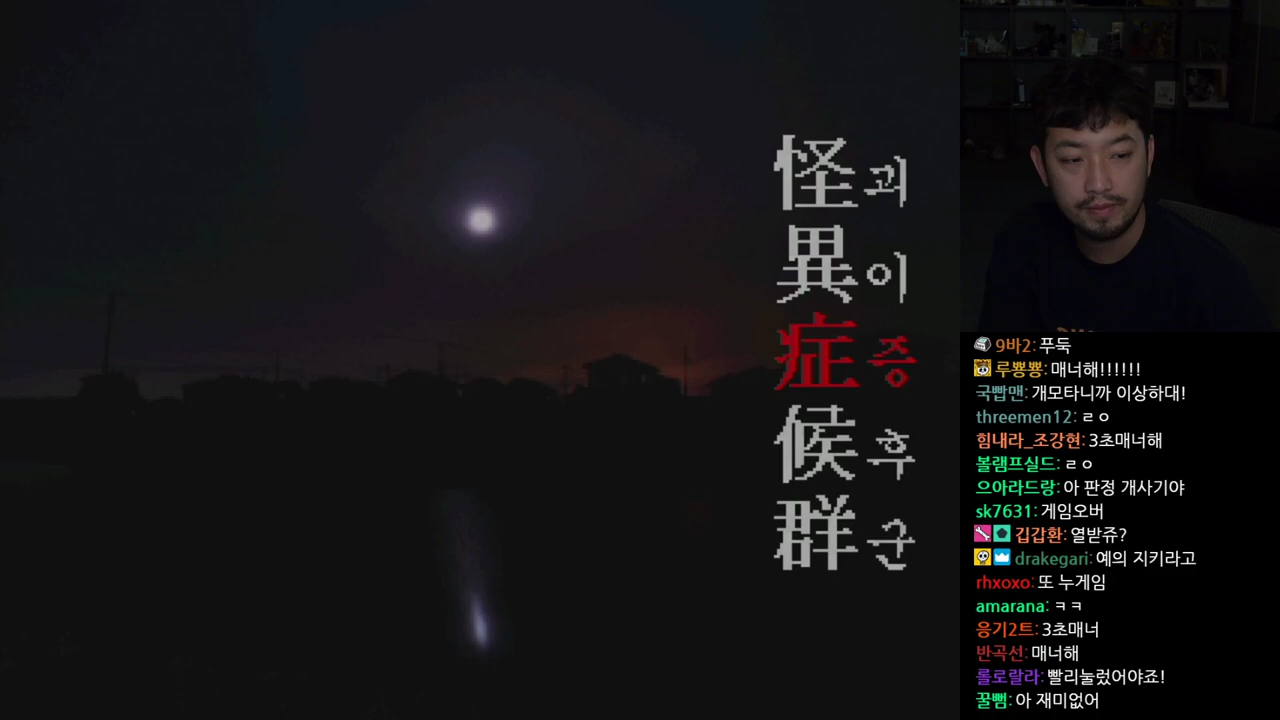 怪 괴
異 이
症 증
候 후
群 군
9바2: 푸둑
루뽕뽕: 매너해!!!!!!
국빱맨: 개모타니까 이상하대!
threemen12: ㄹㅇ
힘내라_조강현: 3초매너해
볼램프실드: ㄹㅇ
으아라드랑: 아 판정 개사기야
sk7631: 게임오버
김갑환: 열받쥬?
drakegari: 예의 지키라고
rhxoxo: 또 누게임
amarana: ㅋㅋ
응기2트: 3초매너
반곡선: 매너해
롤로랄라: 빨리눌렀어야죠!
꿀뻠: 아 재미없어